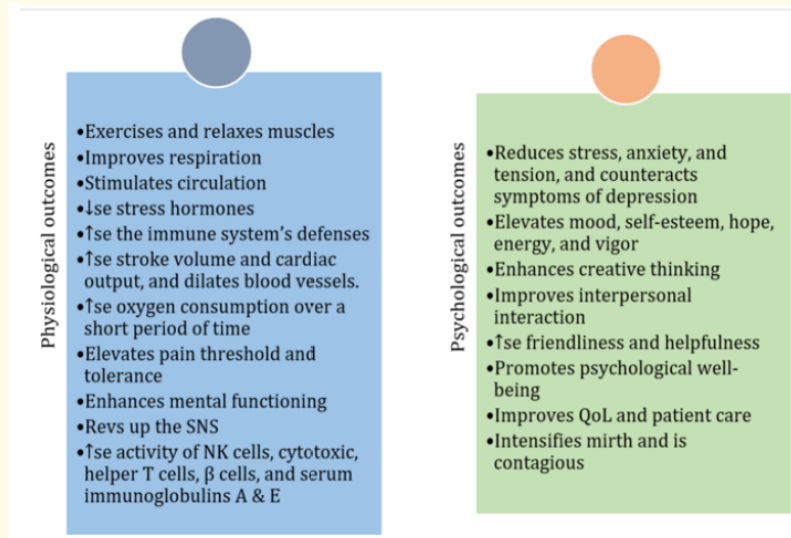 Physiological outcomes
•Exercises and relaxes muscles
•Improves respiration
•Stimulates circulation
•↓se stress hormones
•↑se the immune system's defenses
•↑se stroke volume and cardiac
output, and dilates blood vessels.
•↑se oxygen consumption over a
short period of time
•Elevates pain threshold and
tolerance
•Enhances mental functioning
•Revs up the SNS
•↑se activity of NK cells, cytotoxic,
helper T cells, β cells, and serum
immunoglobulins A & E
Psychological outcomes
•Reduces stress, anxiety, and
tension, and counteracts
symptoms of depression
•Elevates mood, self-esteem, hope,
energy, and vigor
•Enhances creative thinking
•Improves interpersonal
interaction
•↑se friendliness and helpfulness
•Promotes psychological well-
being
•Improves QoL and patient care
•Intensifies mirth and is
contagious